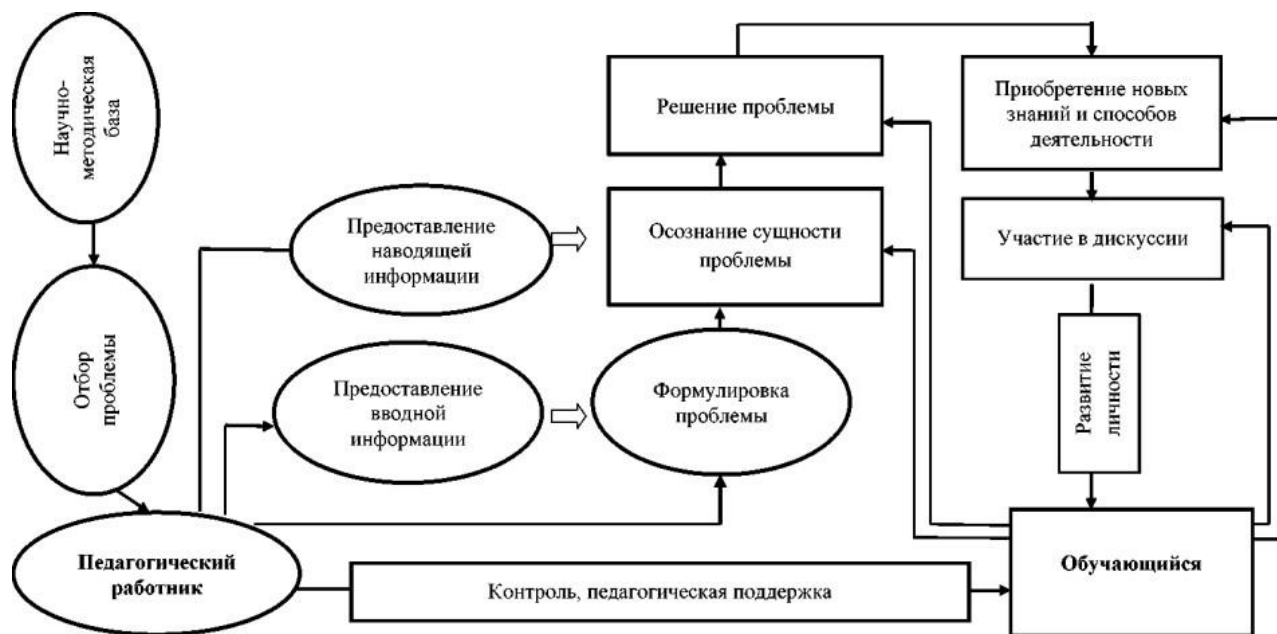 Научно-
методическая
база
Отбор
проблемы
Педагогический
работник
Предоставление
наводящей
информации
Предоставление
вводной
информации
Решение проблемы
Осознание сущности
проблемы
Формулировка
проблемы
Контроль, педагогическая поддержка
Приобретение новых
знаний и способов
деятельности
Участие в дискуссии
Развитие
личности
Обучающийся